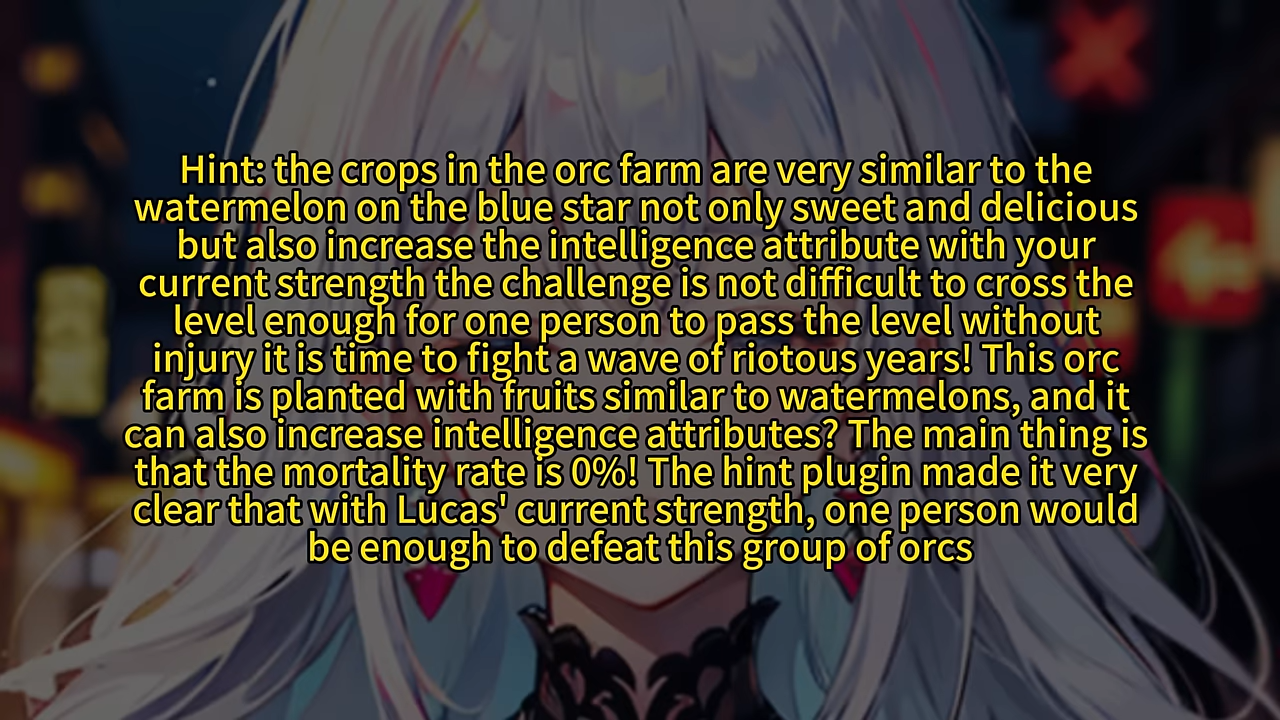 Hint: the crops in the orc farm are very similar to the
watermelon on the blue star not only sweet and delicious
but also increase the intelligence attribute with your
current strength the challenge is not difficult to cross the
level enough for one person to pass the level without
injury it is time to fight a wave of riotous years! This orc
farm is planted with fruits similar to watermelons, and it
can also increase intelligence attributes? The main thing is
that the mortality rate is 0%! The hint plugin made it very
clear that with Lucas' current strength, one person would
be enough to defeat this group of orcs